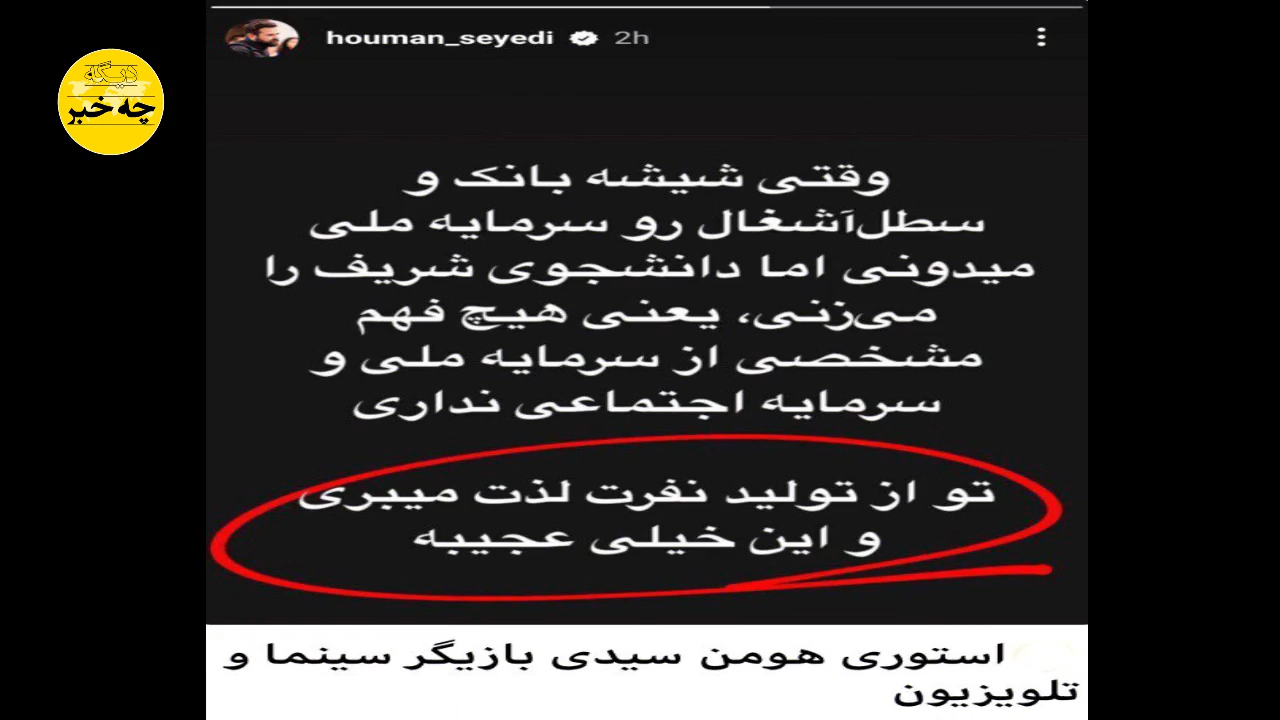 houman_seyedi 2h
دیگه
چه خبر
وقتی شیشه بانک و
سطل‌آشغال رو سرمایه ملی
میدونی اما دانشجوی شریف را
می‌زنی، یعنی هیچ فهم
مشخصی از سرمایه ملی و
سرمایه اجتماعی نداری
تو از تولید نفرت لذت میبری
و این خیلی عجیبه
استوری هومن سیدی بازیگر سینما و
تلویزیون